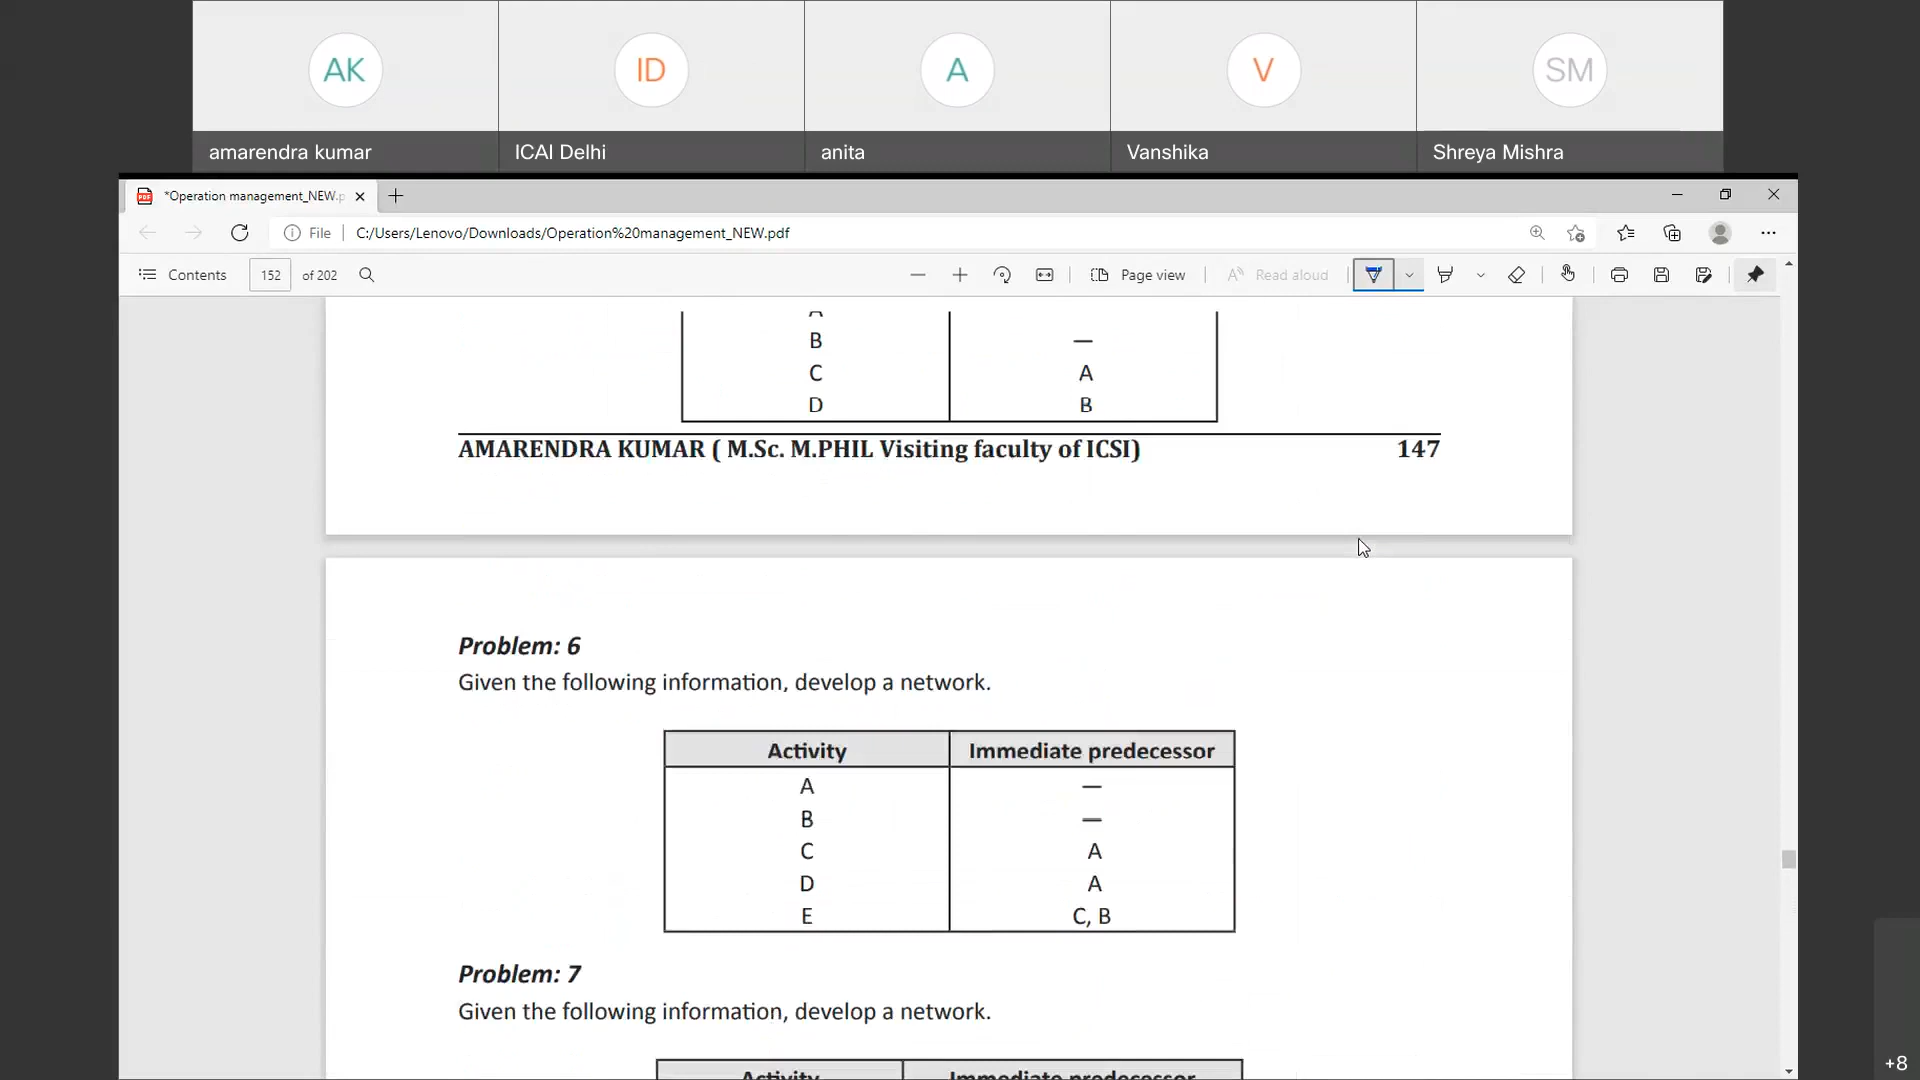 AK ID A V SM
amarendra kumar ICAI Delhi anita Vanshika Shreya Mishra
*Operation management_NEW.p
File C:/Users/Lenovo/Downloads/Operation%20management_NEW.pdf
Contents 152 of 202 Page view Read aloud
A
B —
C A
D B
AMARENDRA KUMAR ( M.Sc. M.PHIL Visiting faculty of ICSI) 147
Problem: 6
Given the following information, develop a network.
Activity Immediate predecessor
A —
B —
C A
D A
E C, B
Problem: 7
Given the following information, develop a network.
Activity Immediate predecessor
+8